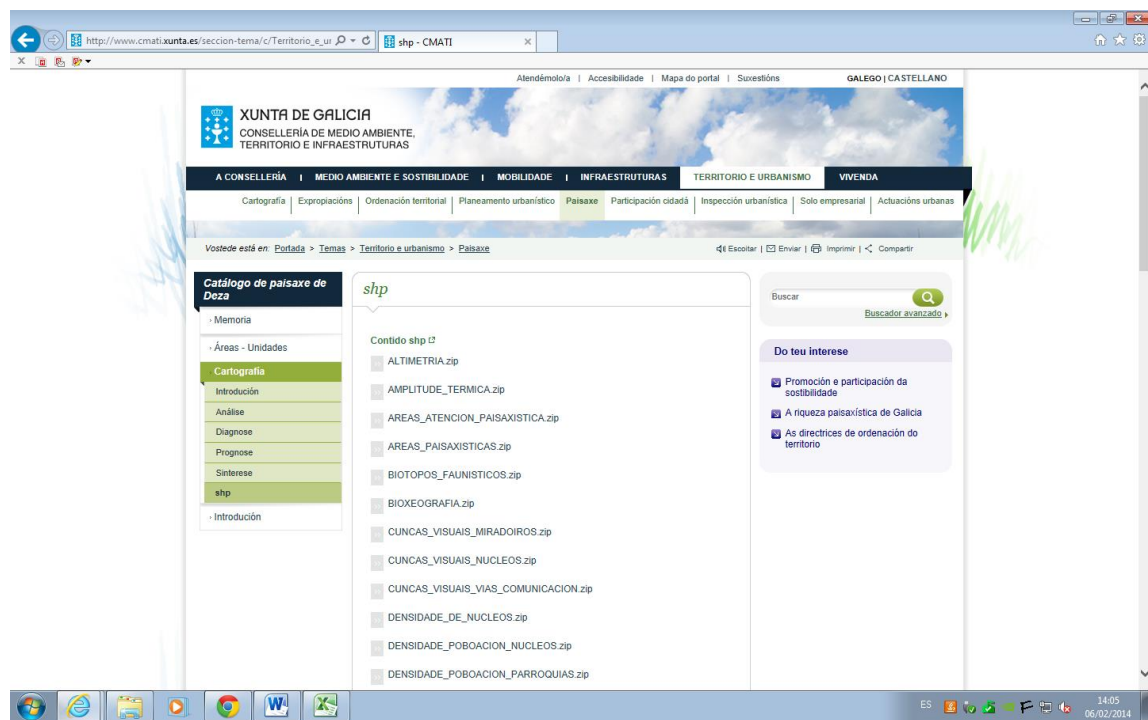 http://www.cmati.xunta.es/seccion-tema/c/Territorio_e_ur
shp - CMATI
Atendémolo/a | Accesibilidade | Mapa do portal | Suxestións GALEGO | CASTELLANO
XUNTA DE GALICIA
CONSELLERÍA DE MEDIO AMBIENTE,
TERRITORIO E INFRAESTRUTURAS
A CONSELLERÍA | MEDIO AMBIENTE E SOSTIBILIDADE | MOBILIDADE | INFRAESTRUTURAS TERRITORIO E URBANISMO VIVENDA
Cartografía | Expropiacións | Ordenación territorial | Planeamento urbanístico Paisaxe Participación cidadá | Inspección urbanística | Solo empresarial | Actuacións urbanas
Vostede está en: Portada > Temas > Territorio e urbanismo > Paisaxe
Escoitar | Enviar | Imprimir | Compartir
Catálogo de paisaxe de
Deza
Memoria
Áreas - Unidades
Cartografía
Introdución
Análise
Diagnose
Prognose
Sinterese
shp
Introdución
shp
Contido shp
ALTIMETRIA.zip
AMPLITUDE_TERMICA.zip
AREAS_ATENCION_PAISAXISTICA.zip
AREAS_PAISAXISTICAS.zip
BIOTOPOS_FAUNISTICOS.zip
BIOXEOGRAFIA.zip
CUNCAS_VISUAIS_MIRADOIROS.zip
CUNCAS_VISUAIS_NUCLEOS.zip
CUNCAS_VISUAIS_VIAS_COMUNICACION.zip
DENSIDADE_DE_NUCLEOS.zip
DENSIDADE_POBOACION_NUCLEOS.zip
DENSIDADE_POBOACION_PARROQUIAS.zip
Buscar
Buscador avanzado
Do teu interese
Promoción e participación da
sostibilidade
A riqueza paisaxística de Galicia
As directrices de ordenación do
territorio
ES
14:05
06/02/2014